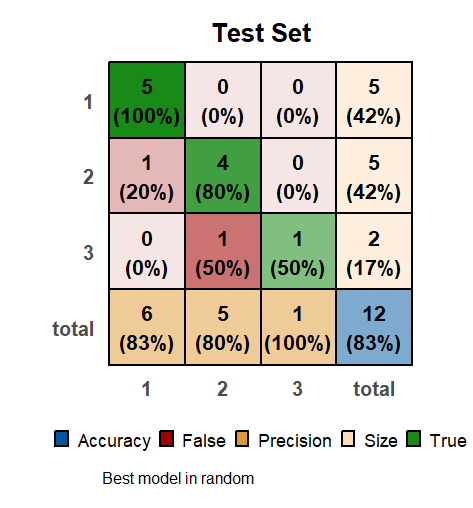 Test Set
1 5 0 0 5
(100%) (0%) (0%) (42%)
2 1 4 0 5
(20%) (80%) (0%) (42%)
3 0 1 1 2
(0%) (50%) (50%) (17%)
total 6 5 1 12
(83%) (80%) (100%) (83%)
1 2 3 total
Accuracy False Precision Size True
Best model in random